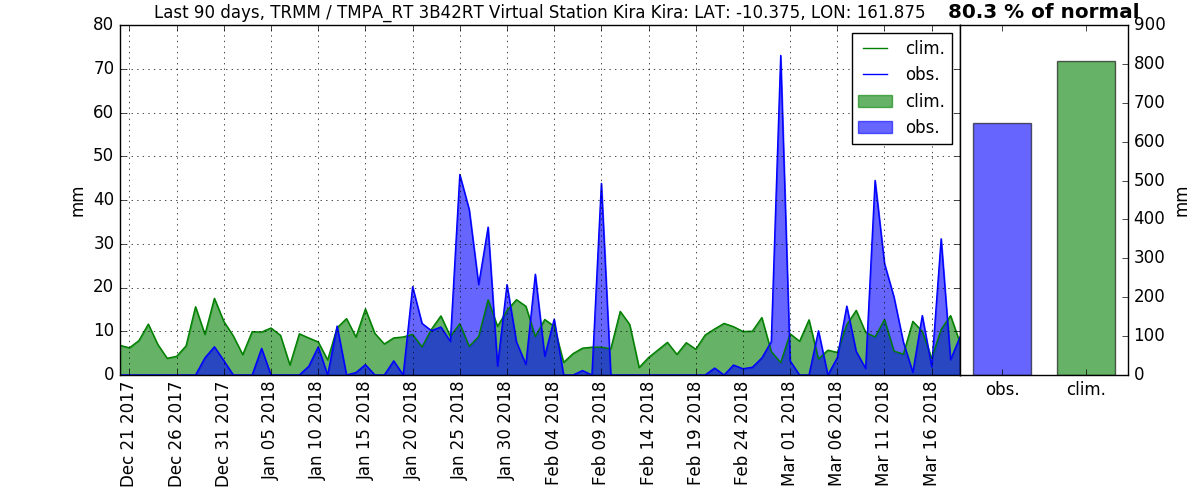 Last 90 days, TRMM / TMPA_RT 3B42RT Virtual Station Kira Kira: LAT: -10.375, LON: 161.875
80.3 % of normal
80
70
60
50
40
30
20
10
0
mm
clim.
obs.
clim.
obs.
900
800
700
600
500
400
300
200
100
0
mm
Dec 21 2017
Dec 26 2017
Dec 31 2017
Jan 05 2018
Jan 10 2018
Jan 15 2018
Jan 20 2018
Jan 25 2018
Jan 30 2018
Feb 04 2018
Feb 09 2018
Feb 14 2018
Feb 19 2018
Feb 24 2018
Mar 01 2018
Mar 06 2018
Mar 11 2018
Mar 16 2018
obs.
clim.